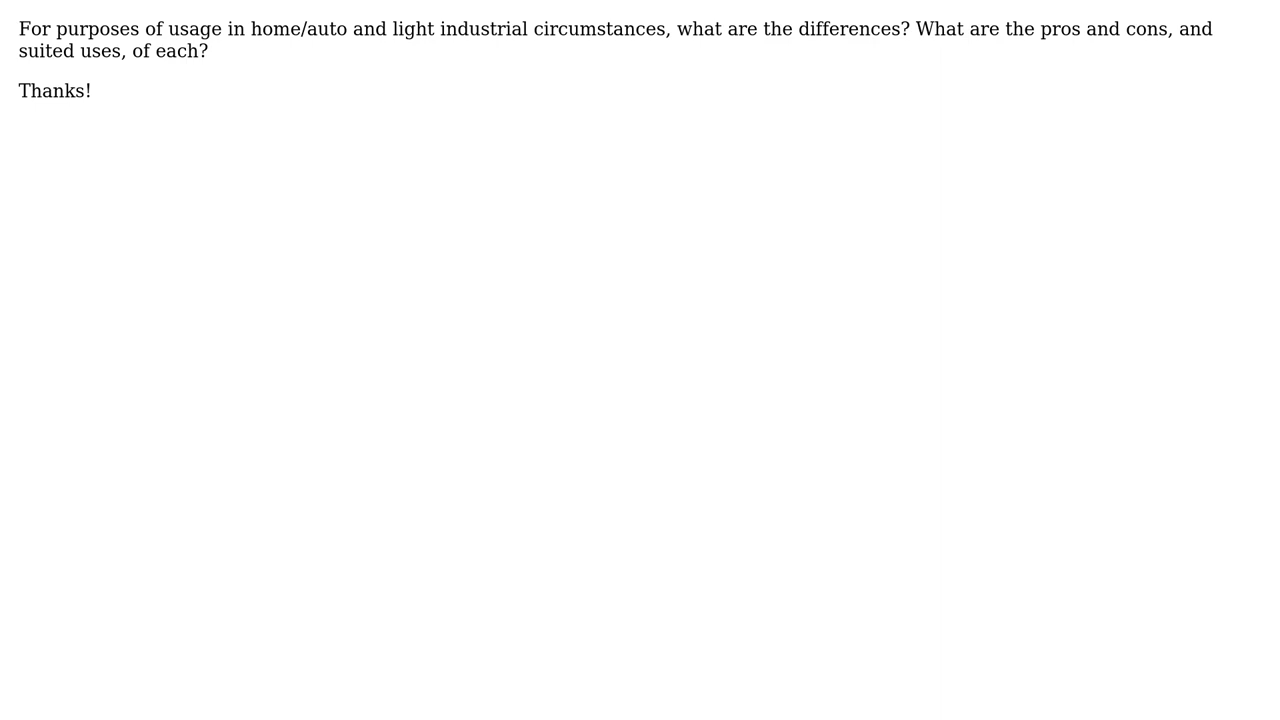 For purposes of usage in home/auto and light industrial circumstances, what are the differences? What are the pros and cons, and
suited uses, of each?
Thanks!